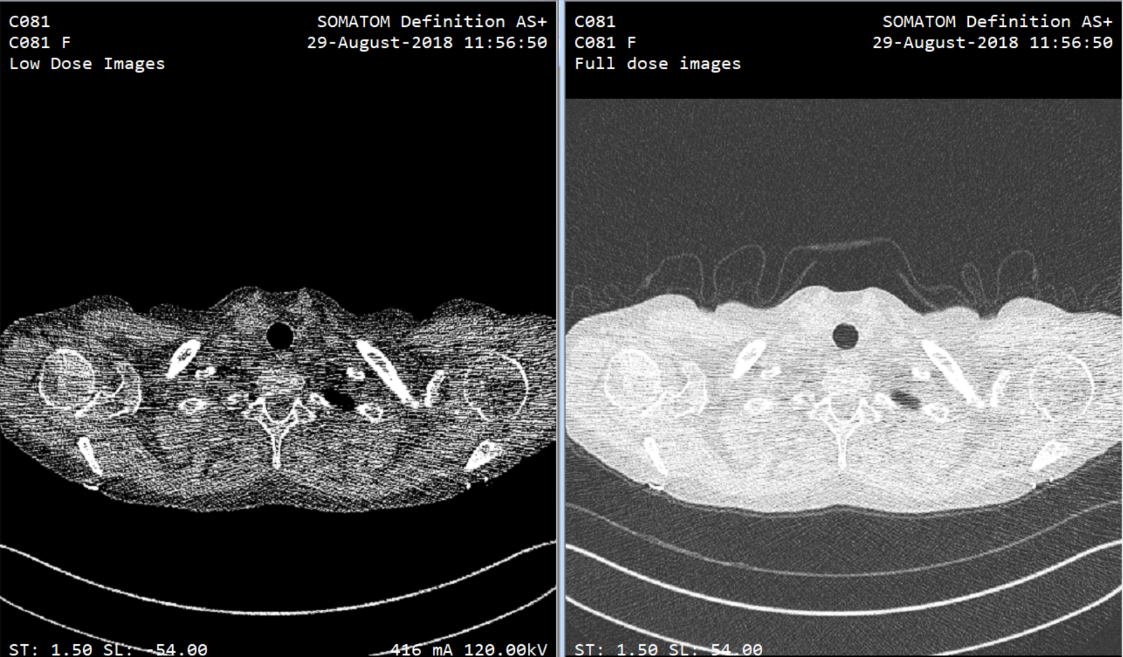 C081
SOMATOM Definition AS+
C081 F
29-August-2018 11:56:50
Low Dose Images
ST: 1.50 SL: -54.00
416 mA 120.00kV
C081
SOMATOM Definition AS+
C081 F
29-August-2018 11:56:50
Full dose images
ST: 1.50 SL: 54.00